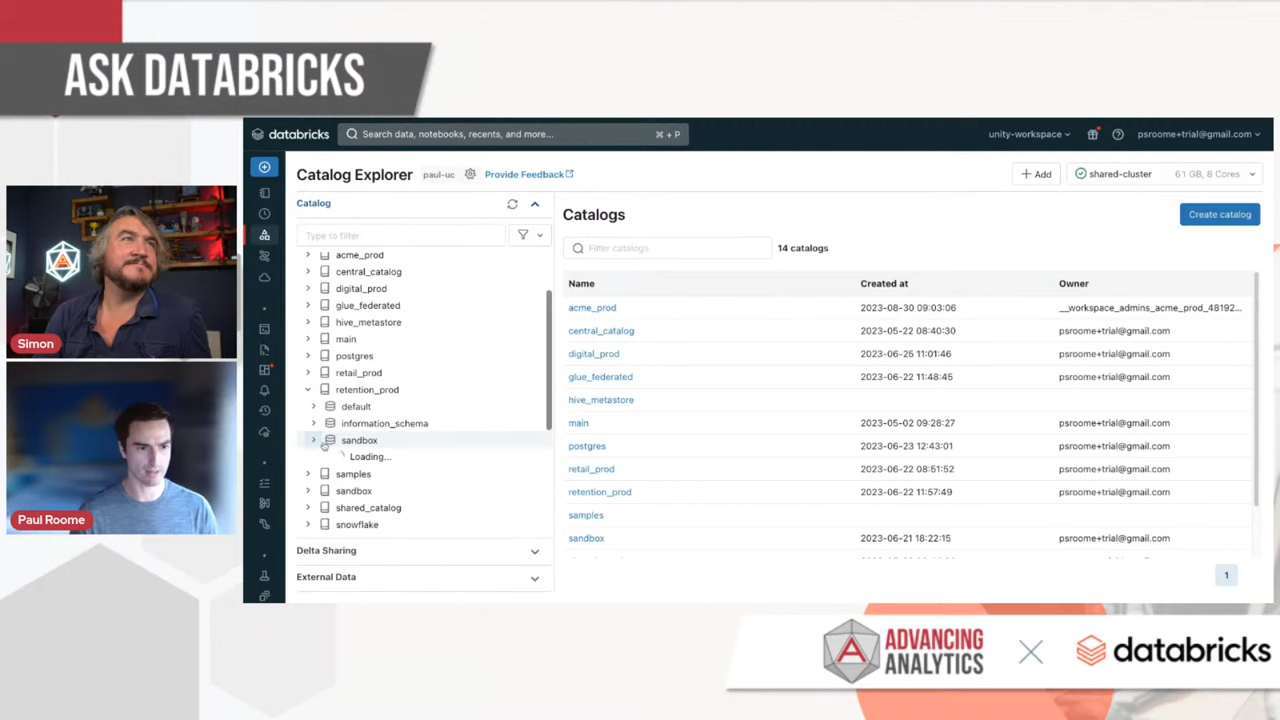 ASK DATABRICKS
databricks
Search data, notebooks, recents, and more...
⌘ + P
unity-workspace
psroome+trial@gmail.com
Catalog Explorer
paul-uc
Provide Feedback
+ Add
shared-cluster
61 GB, 8 Cores
Catalog
Type to filter
acme_prod
central_catalog
digital_prod
glue_federated
hive_metastore
main
postgres
retail_prod
retention_prod
default
information_schema
sandbox
Loading...
samples
sandbox
shared_catalog
snowflake
Delta Sharing
External Data
Catalogs
Create catalog
Filter catalogs
14 catalogs
Name Created at Owner
acme_prod 2023-08-30 09:03:06 __workspace_admins_acme_prod_48192...
central_catalog 2023-05-22 08:40:30 psroome+trial@gmail.com
digital_prod 2023-06-25 11:01:46 psroome+trial@gmail.com
glue_federated 2023-06-22 11:48:45 psroome+trial@gmail.com
hive_metastore
main 2023-05-02 09:28:27 psroome+trial@gmail.com
postgres 2023-06-23 12:43:01 psroome+trial@gmail.com
retail_prod 2023-06-22 08:51:52 psroome+trial@gmail.com
retention_prod 2023-06-22 11:57:49 psroome+trial@gmail.com
samples
sandbox 2023-06-21 18:22:15 psroome+trial@gmail.com
1
Simon
Paul Roome
ADVANCING
ANALYTICS
databricks